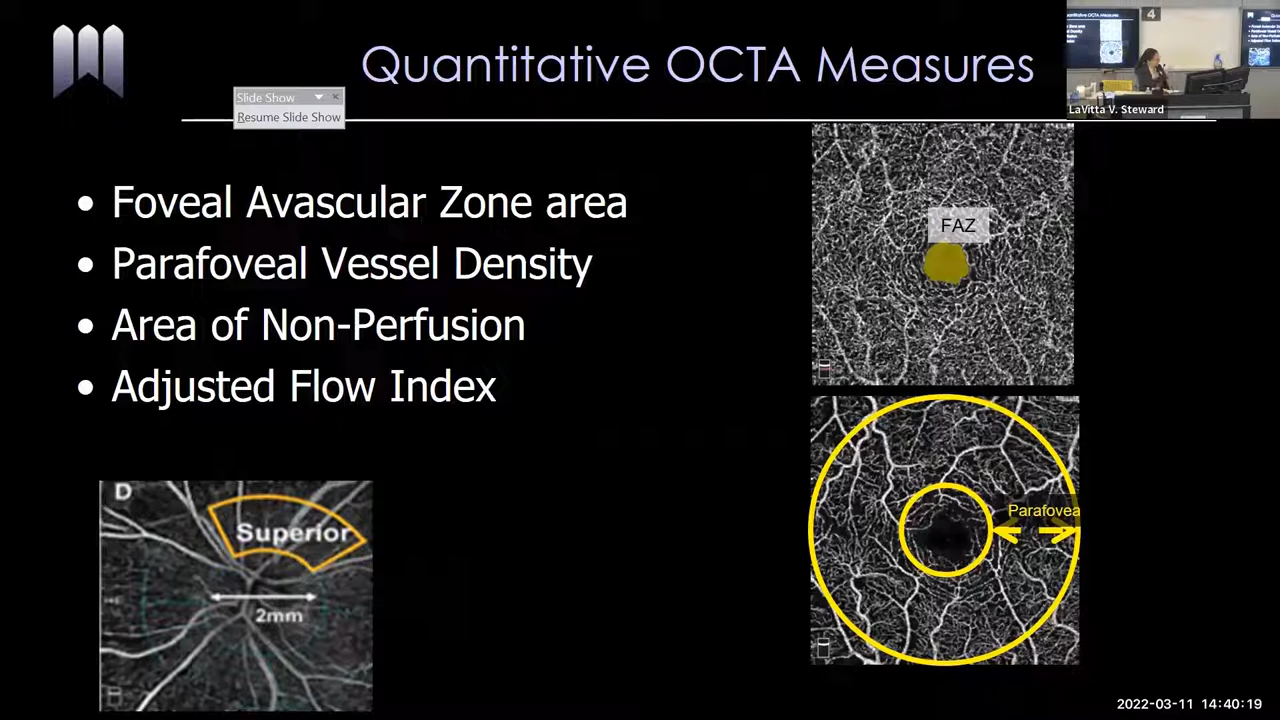 Quantitative OCTA Measures
Slide Show
Resume Slide Show
4
LaVitta V. Steward
• Foveal Avascular Zone area
• Parafoveal Vessel Density
• Area of Non-Perfusion
• Adjusted Flow Index
FAZ
Parafovea
D
Superior
2mm
2022-03-11 14:40:19